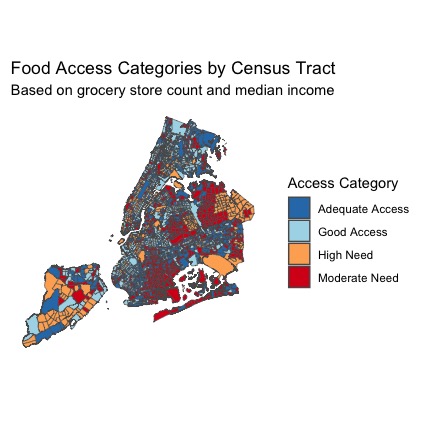 Food Access Categories by Census Tract
Based on grocery store count and median income
Access Category
Adequate Access
Good Access
High Need
Moderate Need